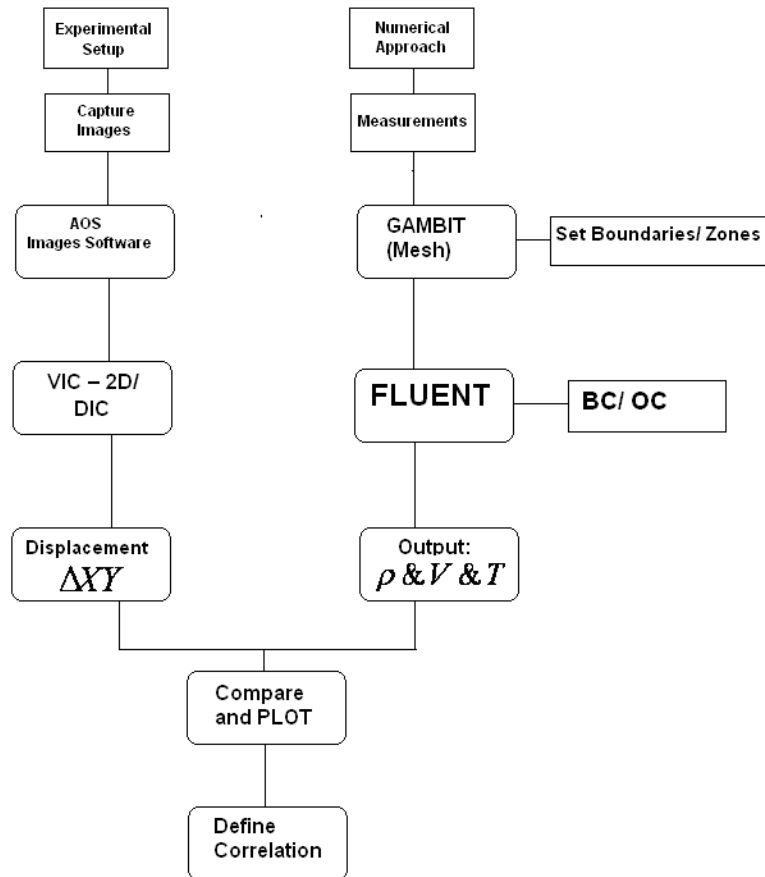 Experimental
Setup
Capture
Images
AOS
Images Software
VIC – 2D/
DIC
Displacement
ΔXY
Numerical
Approach
Measurements
GAMBIT
(Mesh)
Set Boundaries/ Zones
FLUENT
BC/ OC
Output:
ρ & V & T
Compare
and PLOT
Define
Correlation